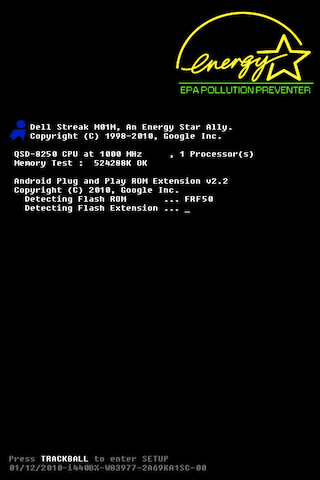 energy
EPA POLLUTION PREVENTER
Dell Streak M01M, An Energy Star Ally.
Copyright (C) 1998-2010, Google Inc.
QSD-8250 CPU at 1000 MHz , 1 Processor(s)
Memory Test : 524288K OK
Android Plug and Play ROM Extension v2.2
Copyright (C) 2010, Google Inc.
Detecting Flash ROM ... FRF50
Detecting Flash Extension ... _
Press TRACKBALL to enter SETUP
01/12/2010-i440BX-W83977-2A69KA1SC-00